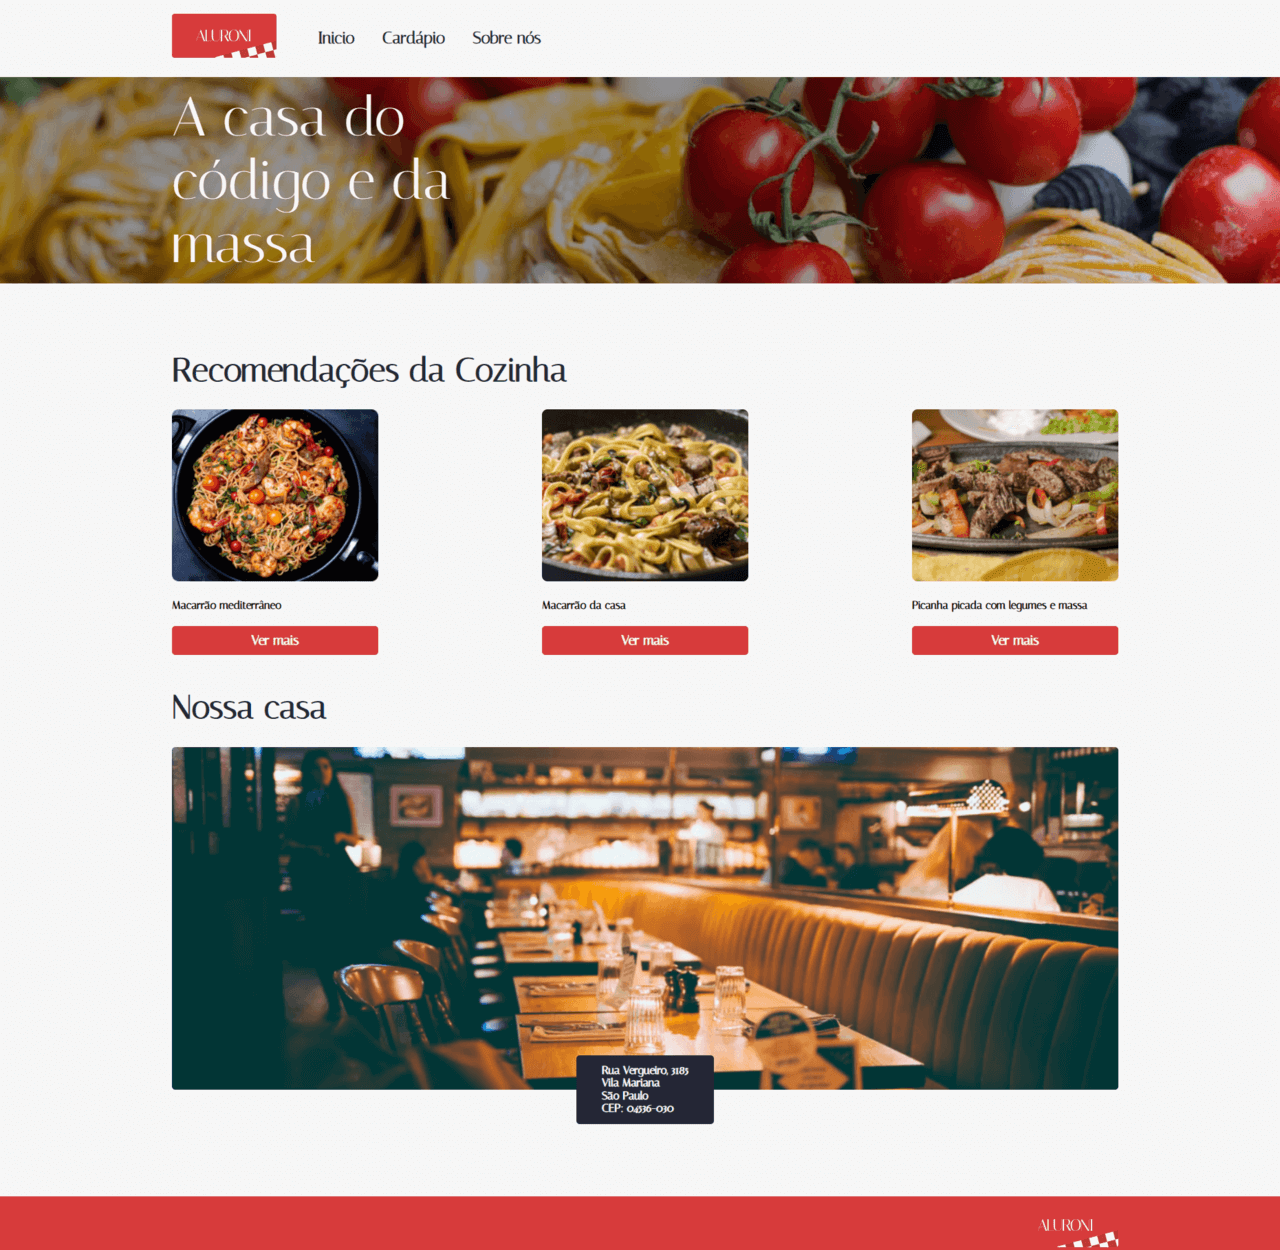 ALURONI
Inicio Cardápio Sobre nós
A casa do
código e da
massa
Recomendações da Cozinha
Macarrão mediterrâneo
Macarrão da casa
Picanha picada com legumes e massa
Ver mais
Ver mais
Ver mais
Nossa casa
Rua Vergueiro, 3185
Vila Mariana
São Paulo
CEP: 04536-030
ALURONI